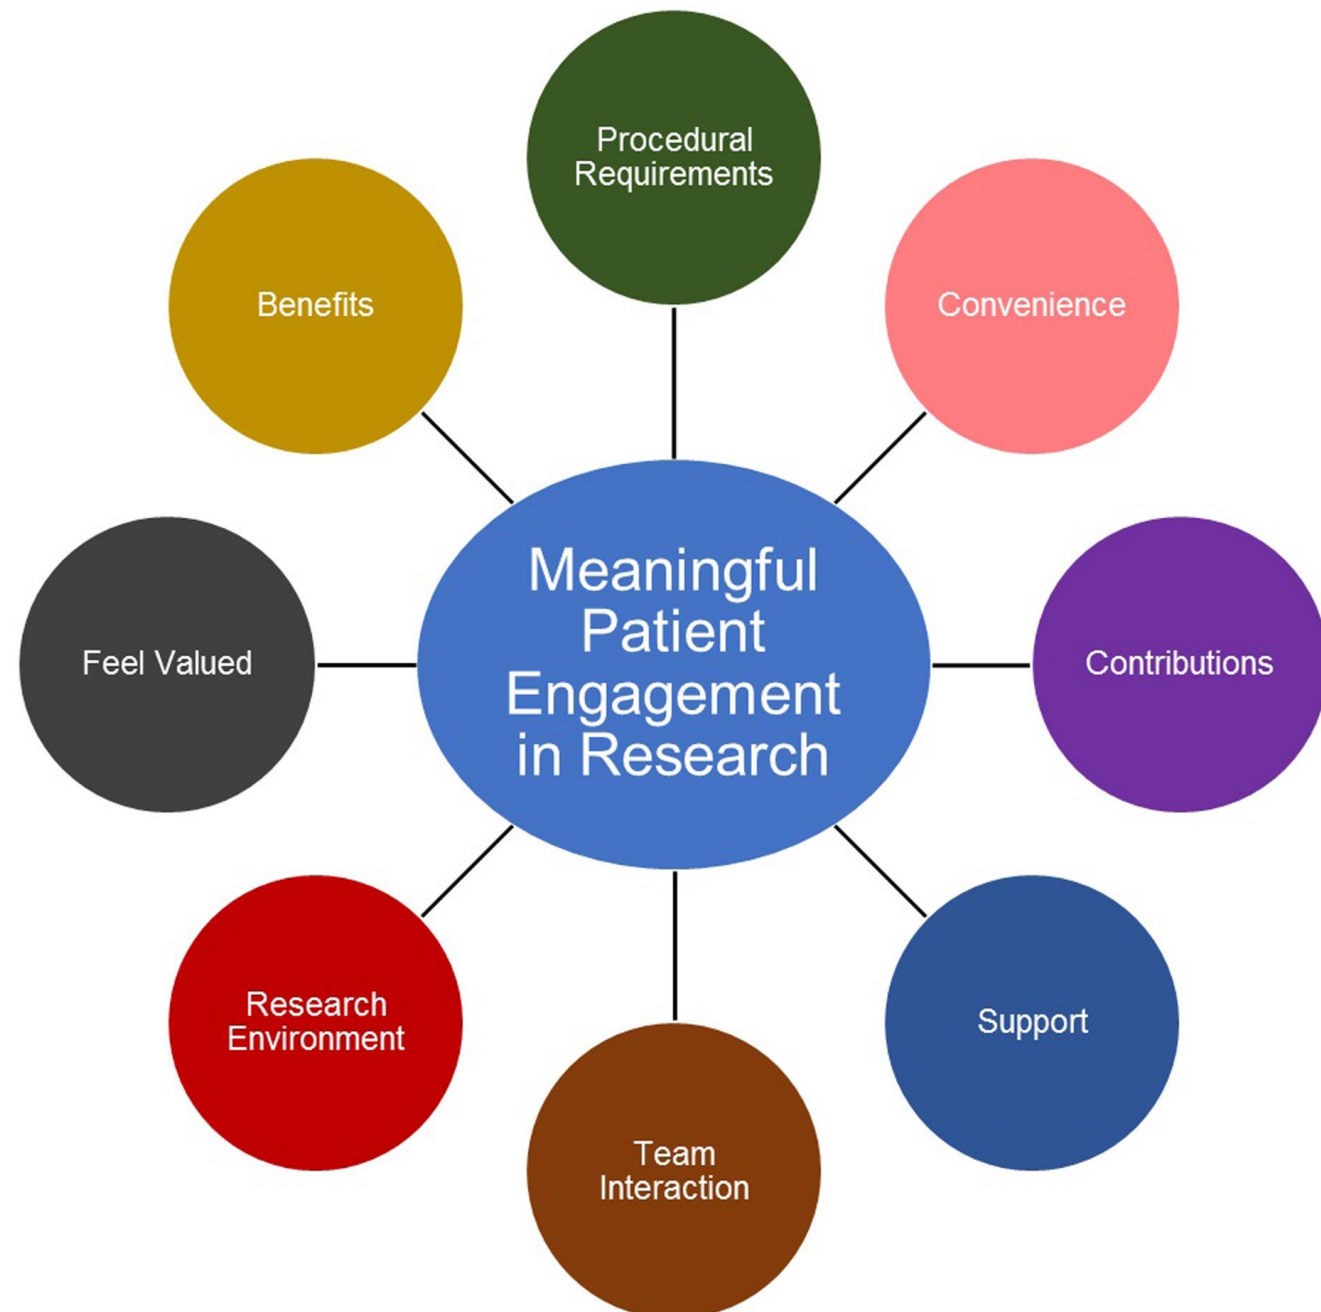 Procedural
Requirements
Benefits
Convenience
Meaningful
Patient
Engagement
in Research
Feel Valued
Contributions
Research
Environment
Support
Team
Interaction